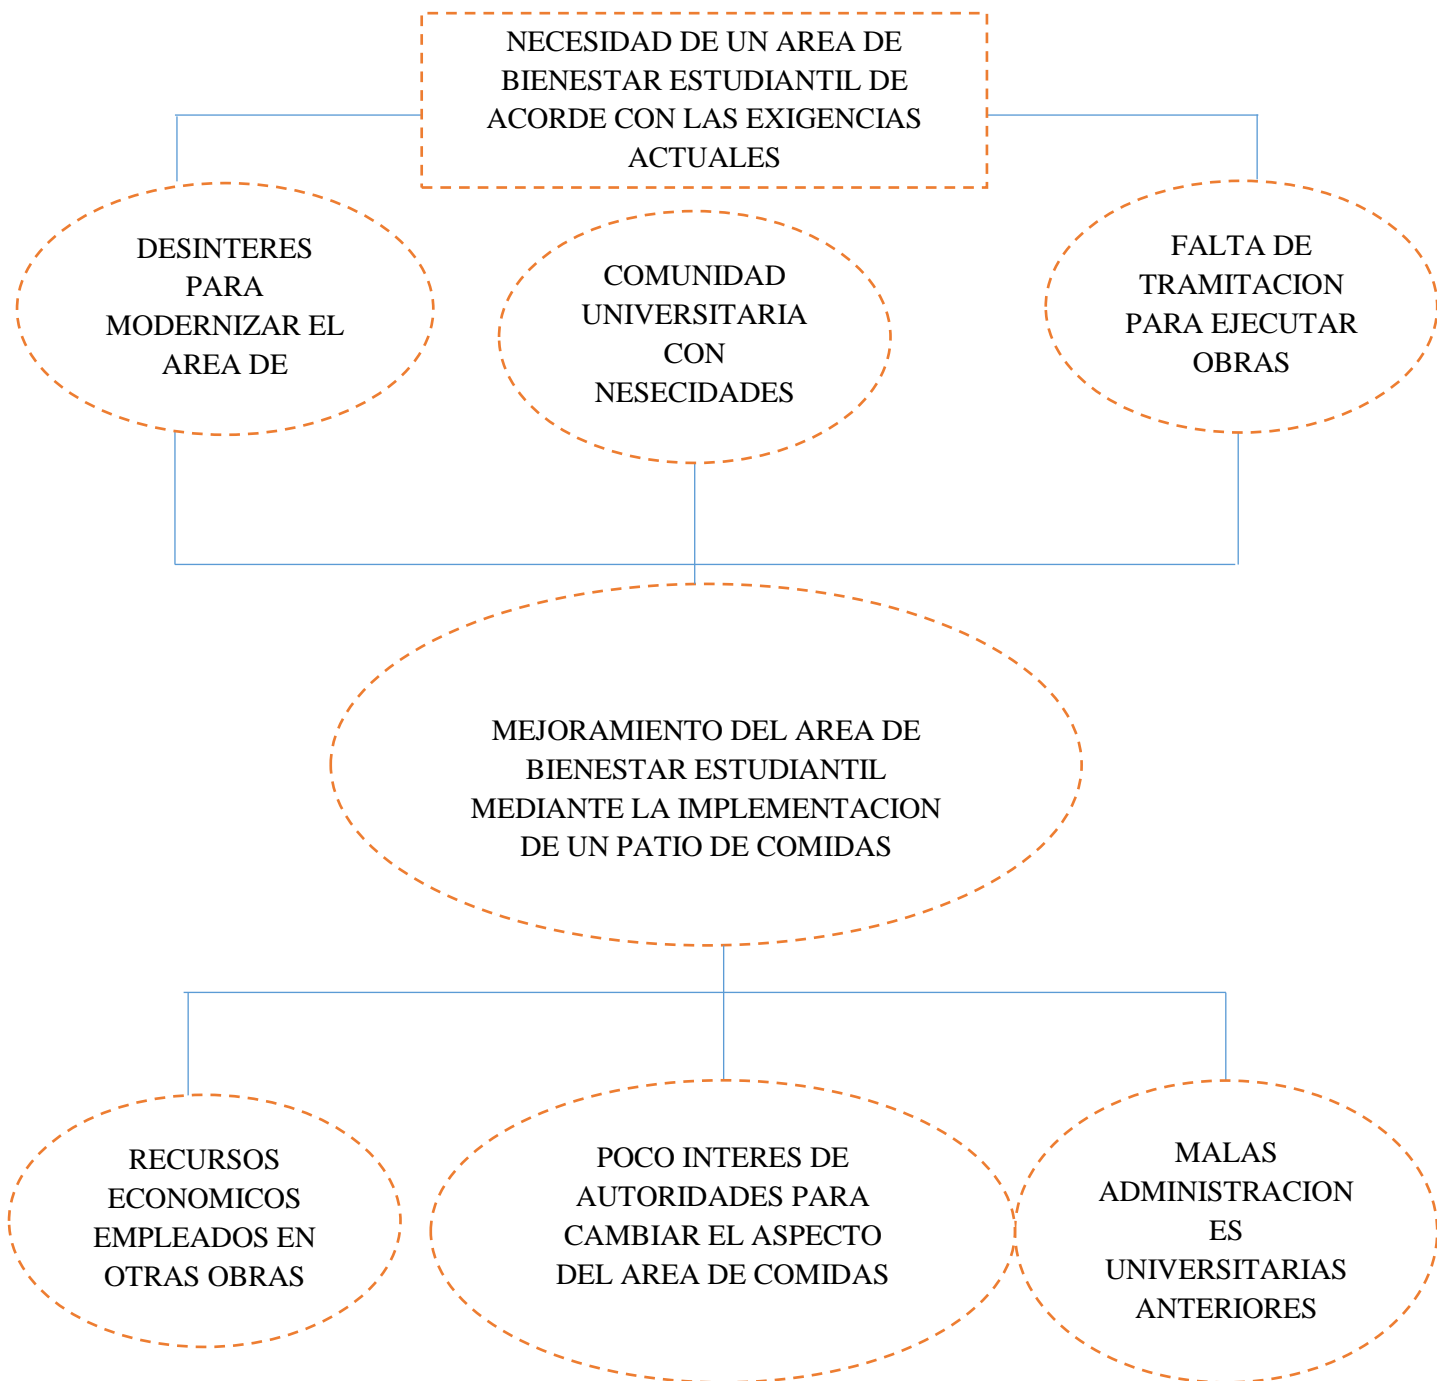 NECESIDAD DE UN AREA DE
BIENESTAR ESTUDIANTIL DE
ACORDE CON LAS EXIGENCIAS
ACTUALES
DESINTERES
PARA
MODERNIZAR EL
AREA DE
COMUNIDAD
UNIVERSITARIA
CON
NESECIDADES
FALTA DE
TRAMITACION
PARA EJECUTAR
OBRAS
MEJORAMIENTO DEL AREA DE
BIENESTAR ESTUDIANTIL
MEDIANTE LA IMPLEMENTACION
DE UN PATIO DE COMIDAS
RECURSOS
ECONOMICOS
EMPLEADOS EN
OTRAS OBRAS
POCO INTERES DE
AUTORIDADES PARA
CAMBIAR EL ASPECTO
DEL AREA DE COMIDAS
MALAS
ADMINISTRACION
ES
UNIVERSITARIAS
ANTERIORES